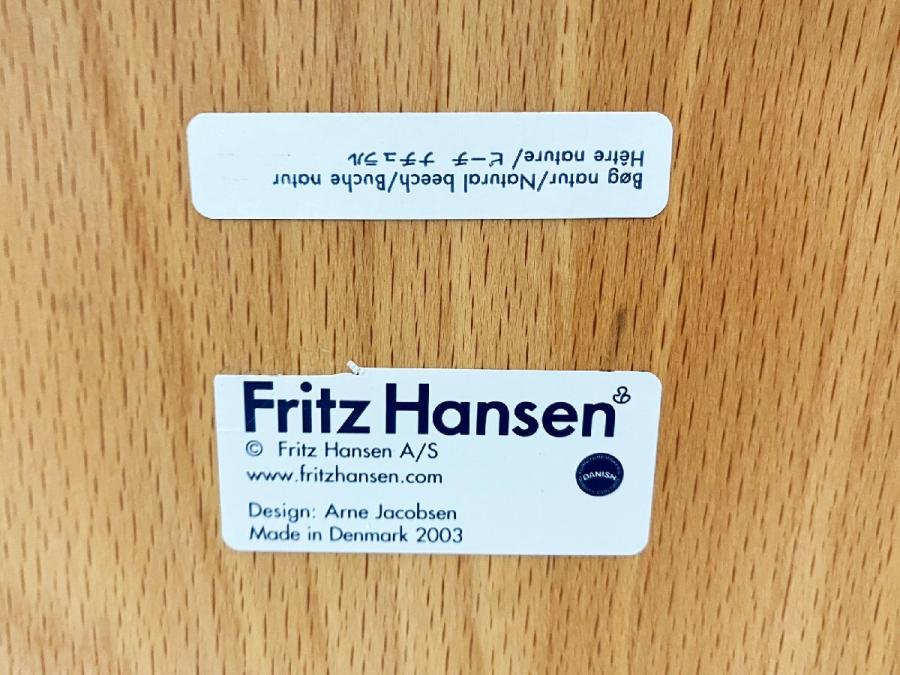 Bøg natur/Natural beech/Buche natur
Hêtre nature/ ビーチ ナチュラル
Fritz Hansen
© Fritz Hansen A/S
www.fritzhansen.com
DANISH
Design: Arne Jacobsen
Made in Denmark 2003